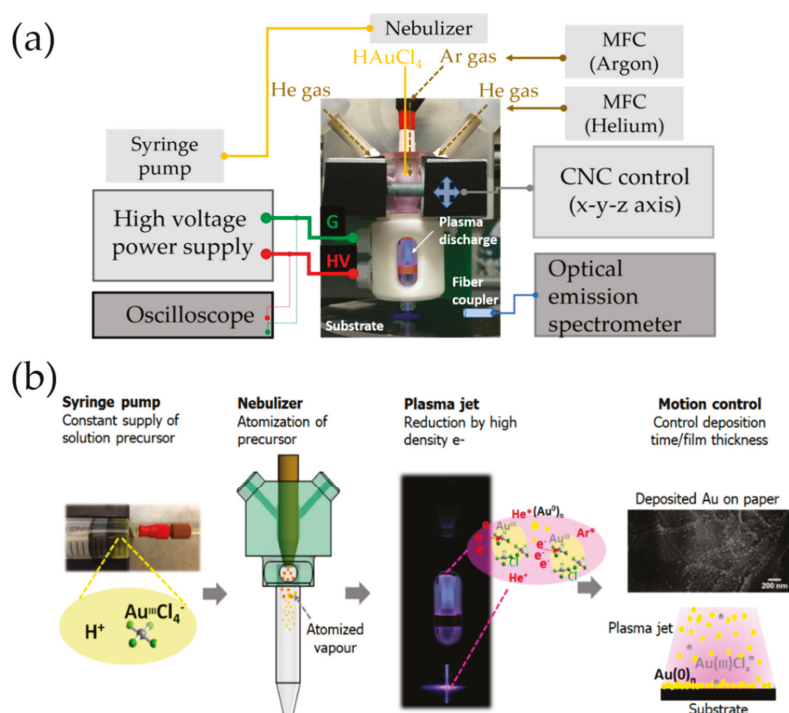 (a)
Nebulizer
HAuCl4
Ar gas
MFC
(Argon)
He gas
He gas
MFC
(Helium)
Syringe
pump
CNC control
(x-y-z axis)
High voltage
power supply
G
HV
Plasma
discharge
Fiber
coupler
Substrate
Optical
emission
spectrometer
Oscilloscope
(b)
Syringe pump
Constant supply of
solution precursor
Nebulizer
Atomization of
precursor
Plasma jet
Reduction by high
density e-
Motion control
Control deposition
time/film thickness
H+
AuIIICl4-
Atomized
vapour
He*
(Au0)n
AuIII
Ar*
e-
e-
e-
AuIII
e-
e-
e-
Cl
Cl
He*
Deposited Au on paper
200 nm
Plasma jet
Au(III)Clx
Au(0)n
Substrate